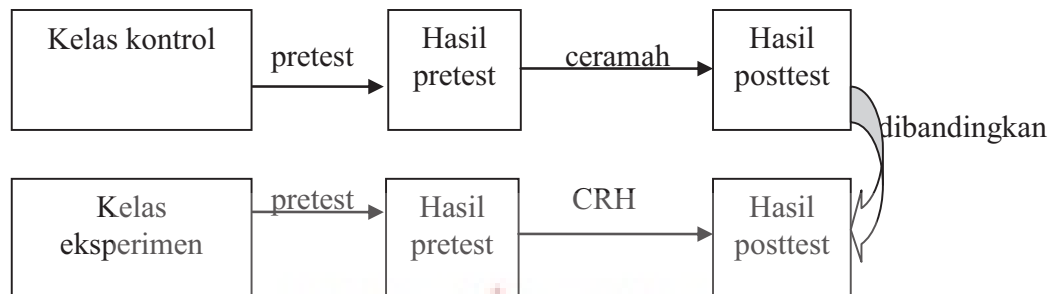 Kelas kontrol
pretest
Hasil
pretest
ceramah
Hasil
posttest
dibandingkan
Kelas
eksperimen
pretest
Hasil
pretest
CRH
Hasil
posttest